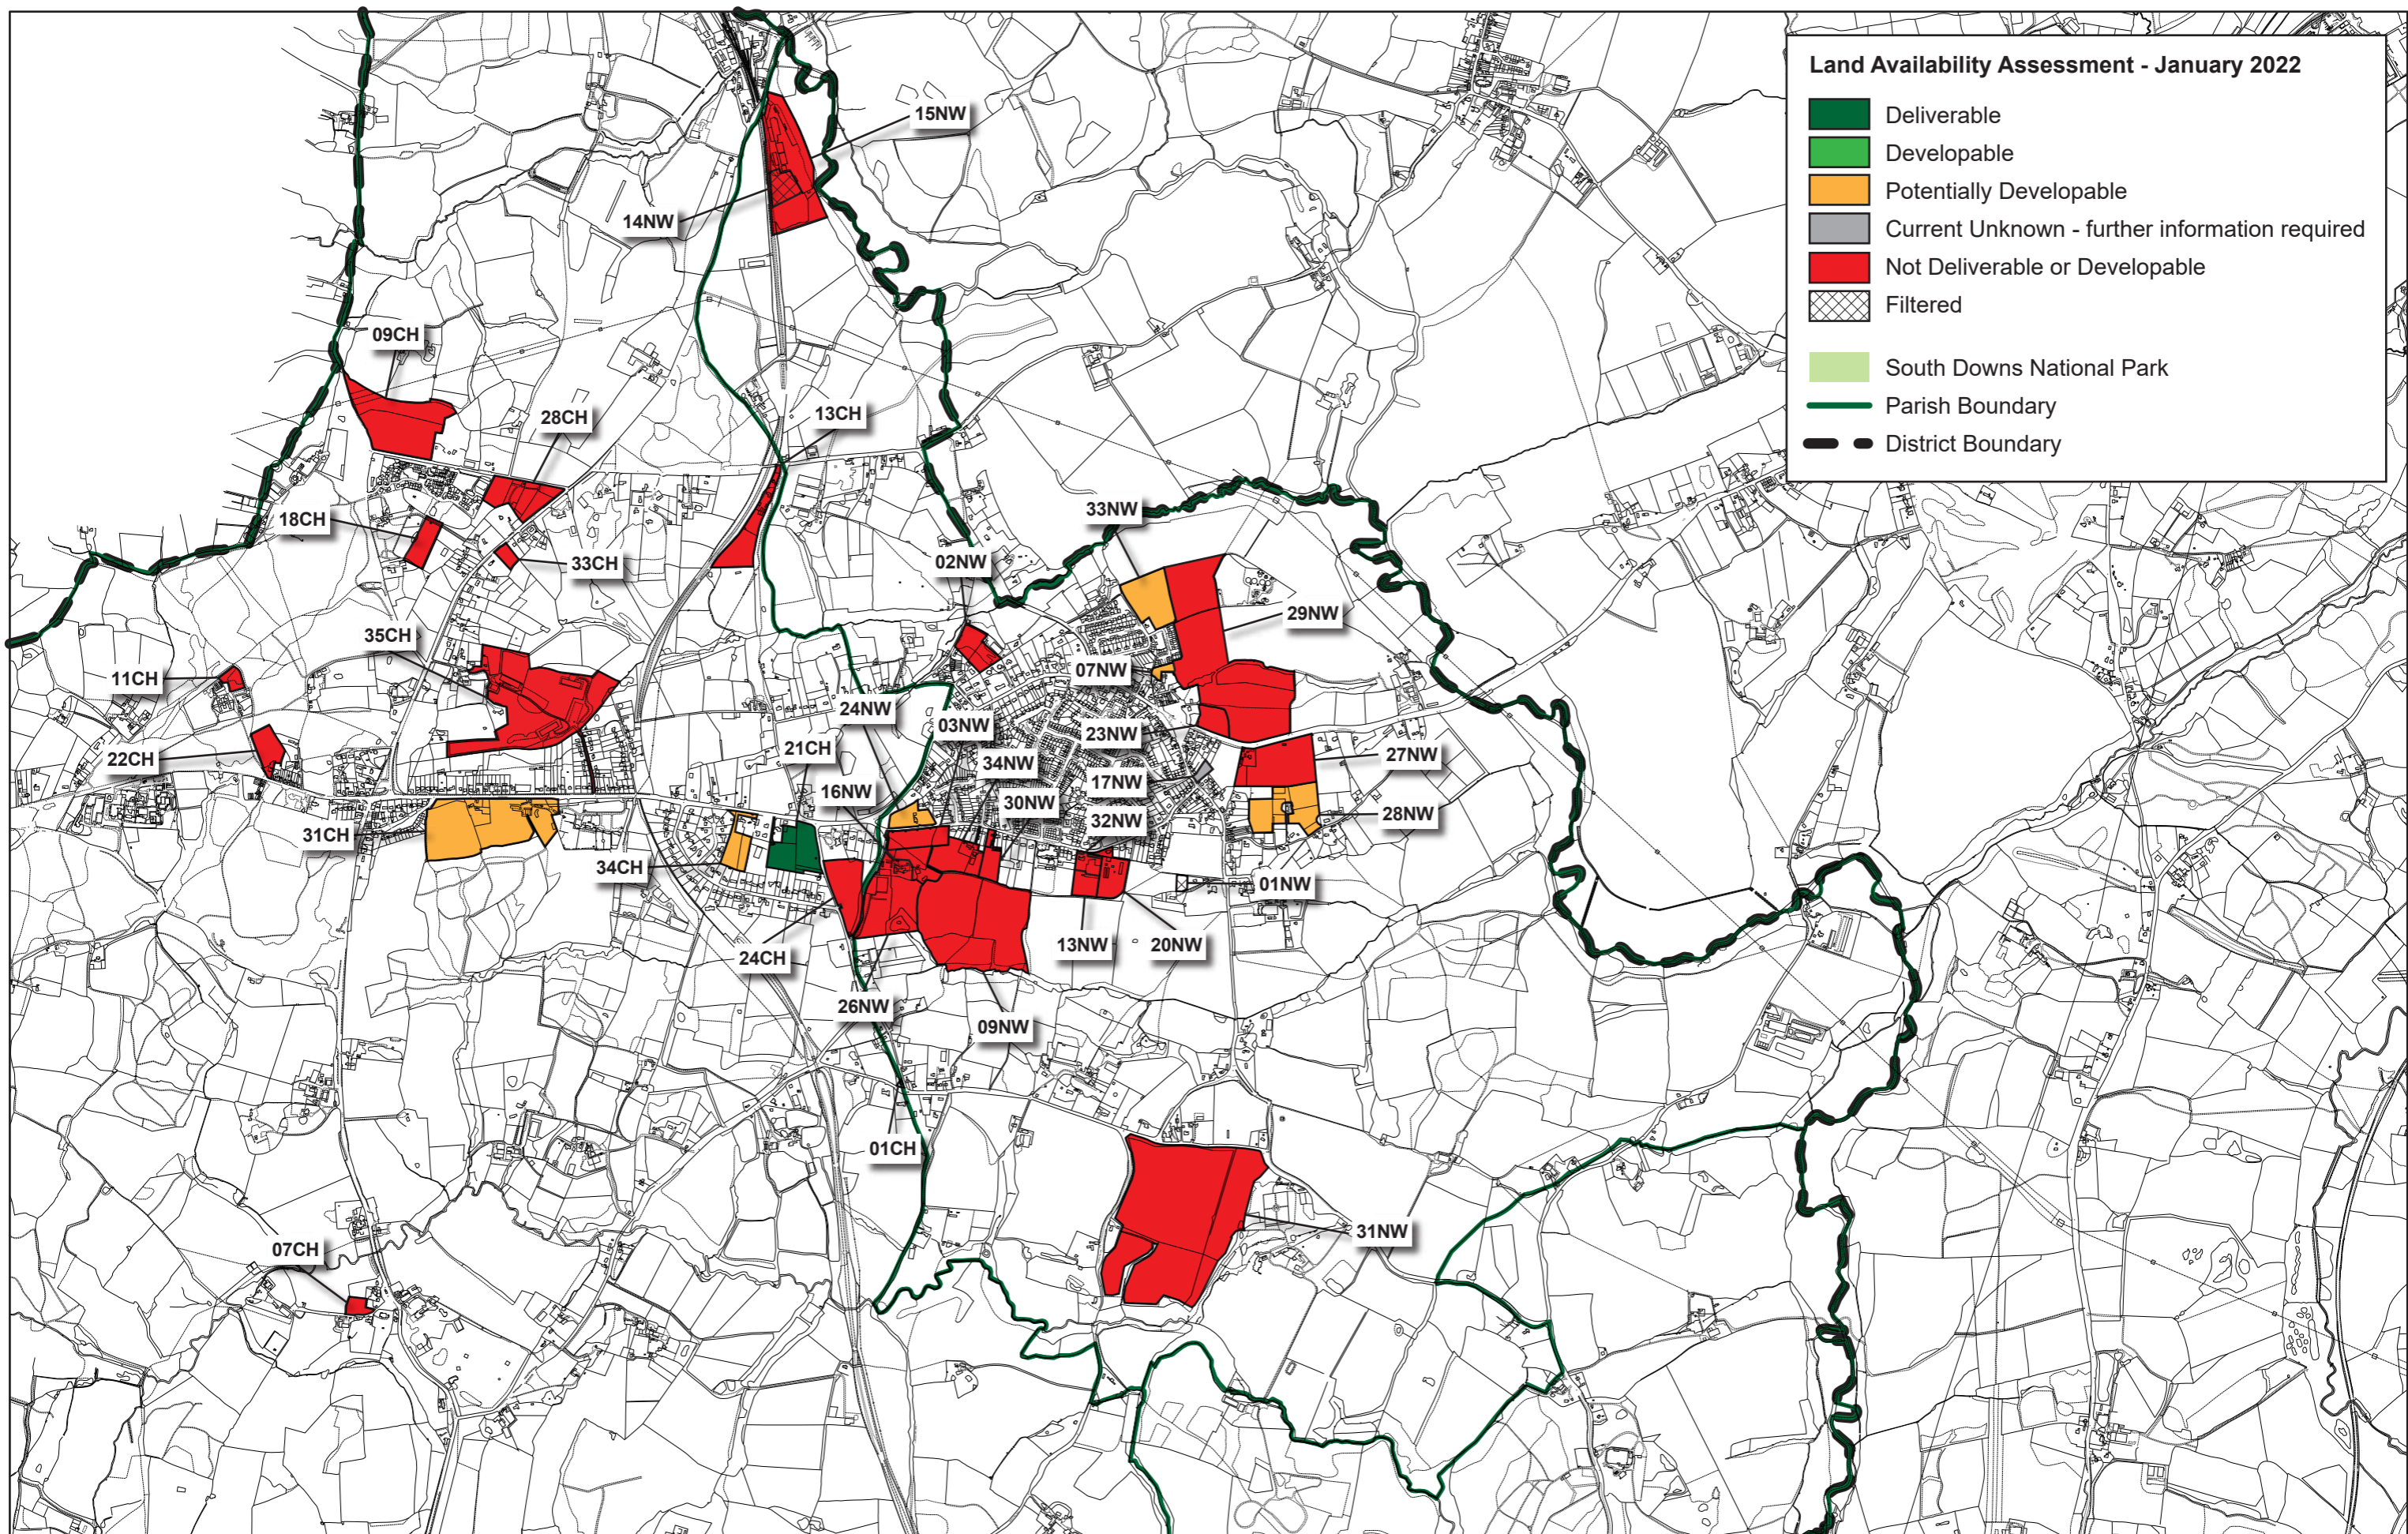 Land Availability Assessment - January 2022
Deliverable
Developable
Potentially Developable
Current Unknown - further information required
Not Deliverable or Developable
Filtered
South Downs National Park
Parish Boundary
District Boundary
15NW
14NW
09CH
28CH
13CH
18CH
33NW
33CH
02NW
29NW
35CH
07NW
11CH
24NW
03NW
23NW
21CH
22CH
27NW
34NW
17NW
16NW
30NW
28NW
32NW
31CH
34CH
01NW
13NW
20NW
24CH
26NW
09NW
01CH
31NW
07CH